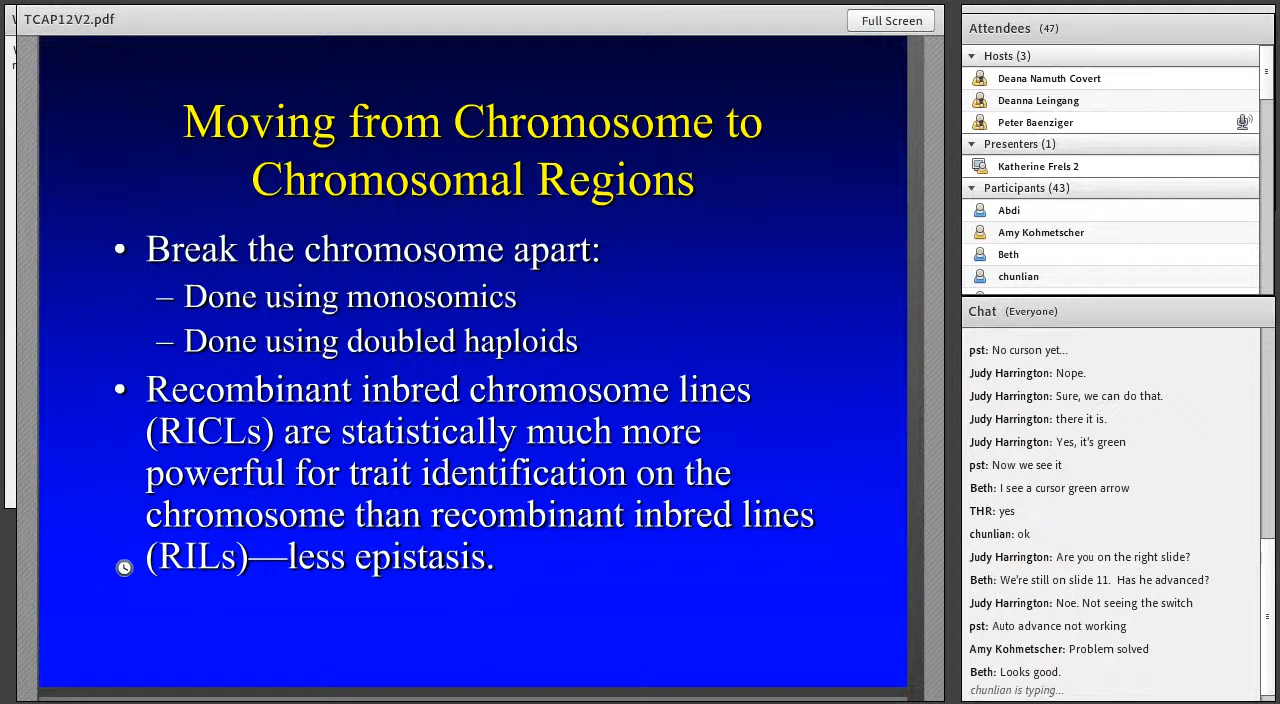 TCAP12V2.pdf
Full Screen
Moving from Chromosome to
Chromosomal Regions
• Break the chromosome apart:
– Done using monosomics
– Done using doubled haploids
• Recombinant inbred chromosome lines
(RICLs) are statistically much more
powerful for trait identification on the
chromosome than recombinant inbred lines
(RILs)—less epistasis.
Attendees (47)
Hosts (3)
Deana Namuth Covert
Deanna Leingang
Peter Baenziger
Presenters (1)
Katherine Frels 2
Participants (43)
Abdi
Amy Kohmetscher
Beth
chunlian
Chat (Everyone)
pst: No curson yet...
Judy Harrington: Nope.
Judy Harrington: Sure, we can do that.
Judy Harrington: there it is.
Judy Harrington: Yes, it's green
pst: Now we see it
Beth: I see a cursor green arrow
THR: yes
chunlian: ok
Judy Harrington: Are you on the right slide?
Beth: We're still on slide 11. Has he advanced?
Judy Harrington: Noe. Not seeing the switch
pst: Auto advance not working
Amy Kohmetscher: Problem solved
Beth: Looks good.
chunlian is typing...